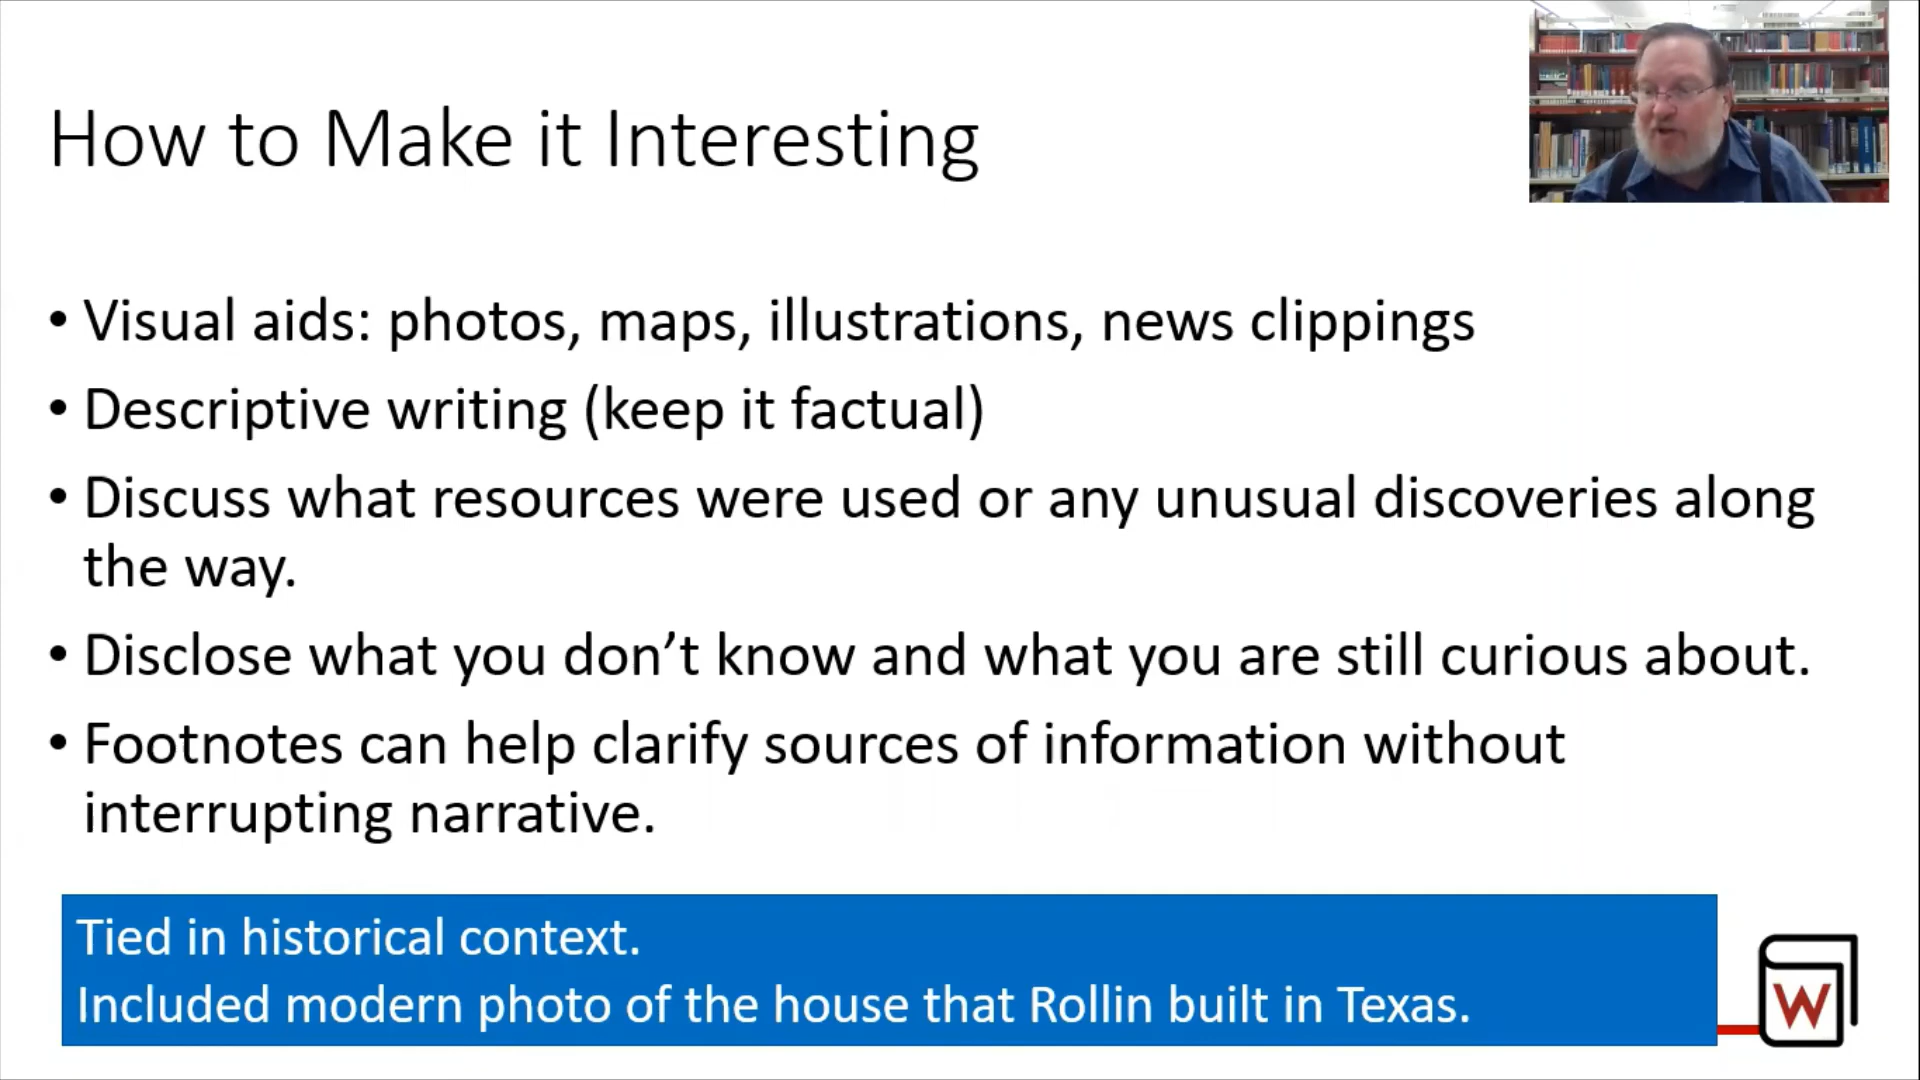 How to Make it Interesting
• Visual aids: photos, maps, illustrations, news clippings
• Descriptive writing (keep it factual)
• Discuss what resources were used or any unusual discoveries along
the way.
• Disclose what you don’t know and what you are still curious about.
• Footnotes can help clarify sources of information without
interrupting narrative.
Tied in historical context.
Included modern photo of the house that Rollin built in Texas.
W